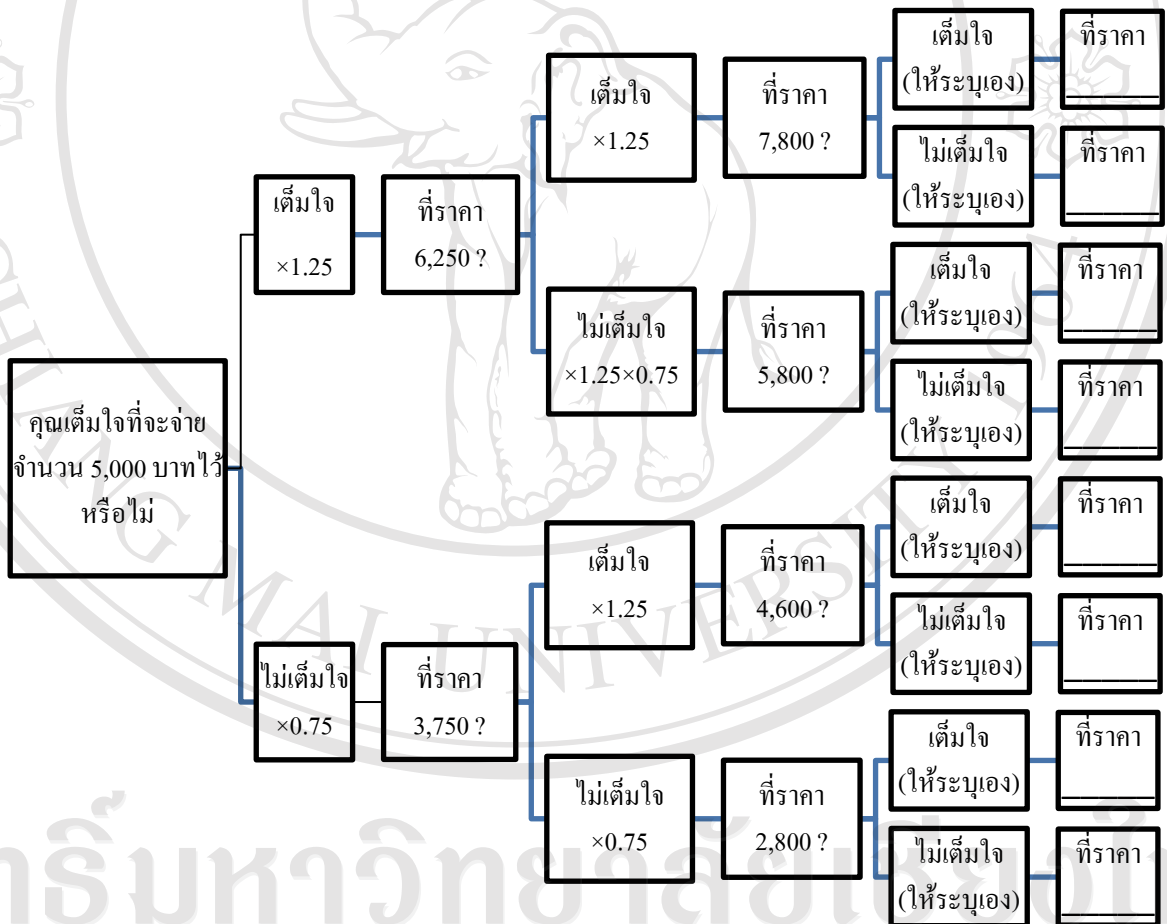 คุณเต็มใจที่จะจ่าย
จำนวน 5,000 บาทไว้
หรือไม่
เต็มใจ
×1.25
ที่ราคา
6,250 ?
เต็มใจ
×1.25
ที่ราคา
7,800 ?
เต็มใจ
(ให้ระบุเอง)
ที่ราคา
ไม่เต็มใจ
(ให้ระบุเอง)
ที่ราคา
ไม่เต็มใจ
×1.25×0.75
ที่ราคา
5,800 ?
เต็มใจ
(ให้ระบุเอง)
ที่ราคา
ไม่เต็มใจ
(ให้ระบุเอง)
ที่ราคา
ไม่เต็มใจ
×0.75
ที่ราคา
3,750 ?
เต็มใจ
×1.25
ที่ราคา
4,600 ?
เต็มใจ
(ให้ระบุเอง)
ที่ราคา
ไม่เต็มใจ
(ให้ระบุเอง)
ที่ราคา
ไม่เต็มใจ
×0.75
ที่ราคา
2,800 ?
เต็มใจ
(ให้ระบุเอง)
ที่ราคา
ไม่เต็มใจ
(ให้ระบุเอง)
ที่ราคา
CHIANG MAI UNIVERSITY 1964
มหาวิทยาลัย